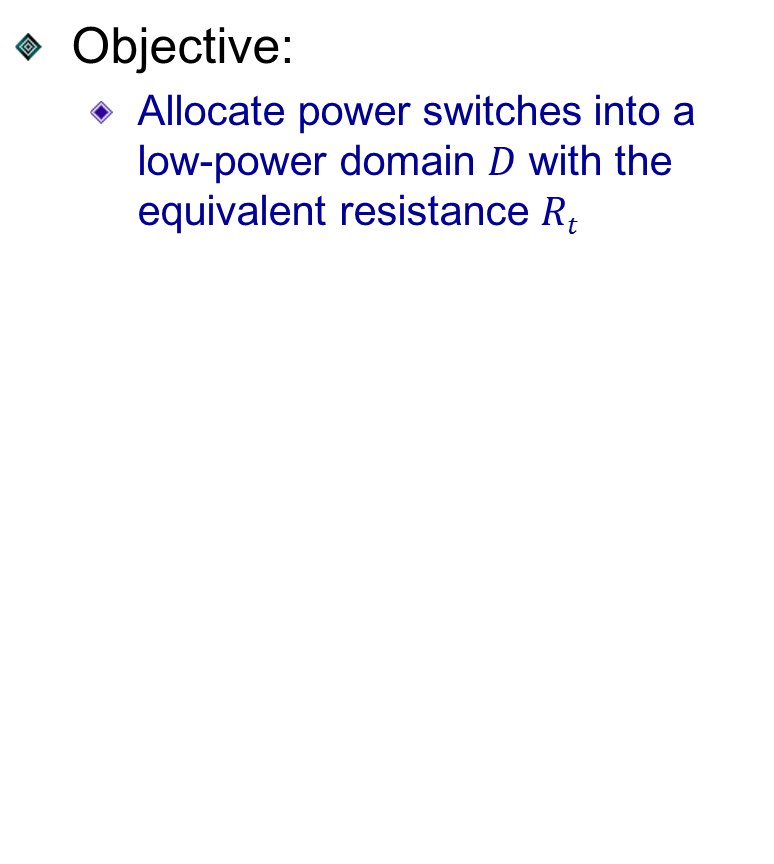 Objective:
Allocate power switches into a
low-power domain D with the
equivalent resistance Rt